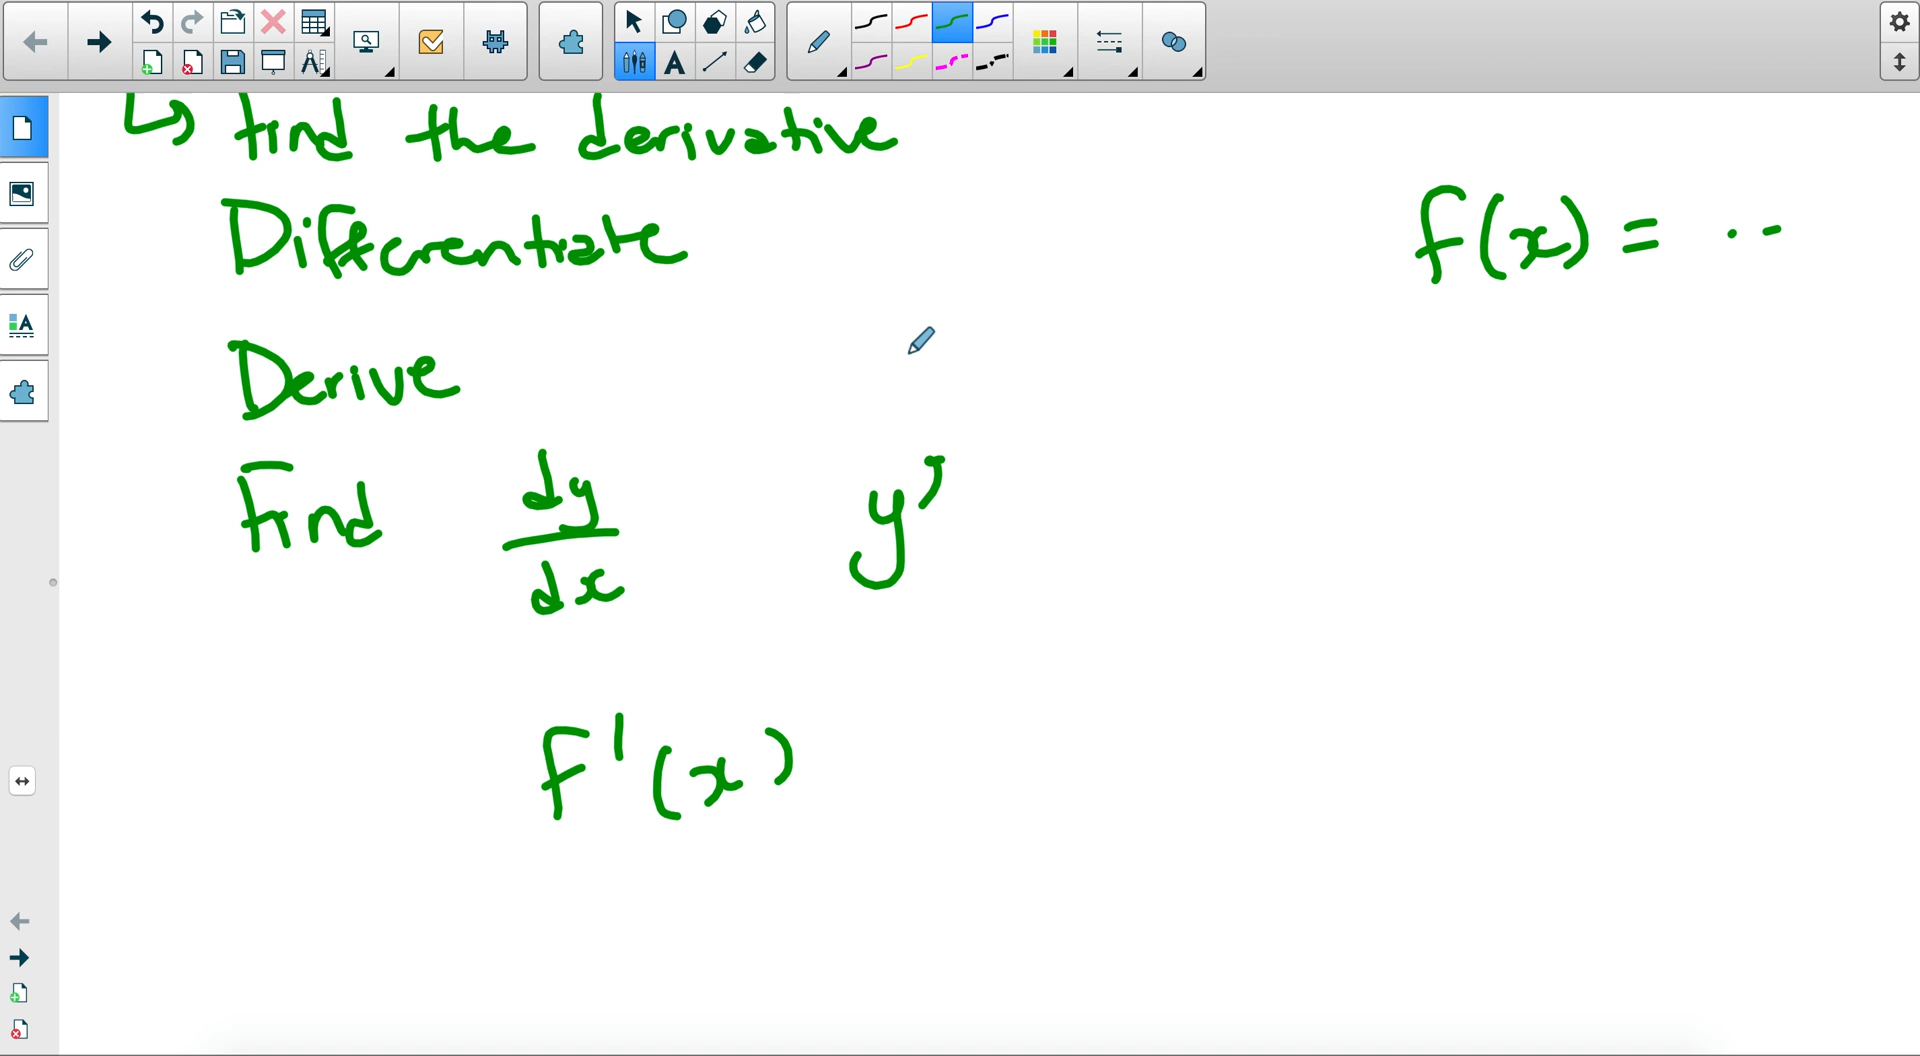 ↳ find the derivative
Differentiate
f(x) = ..
Derive
Find dy/dx y'
f'(x)